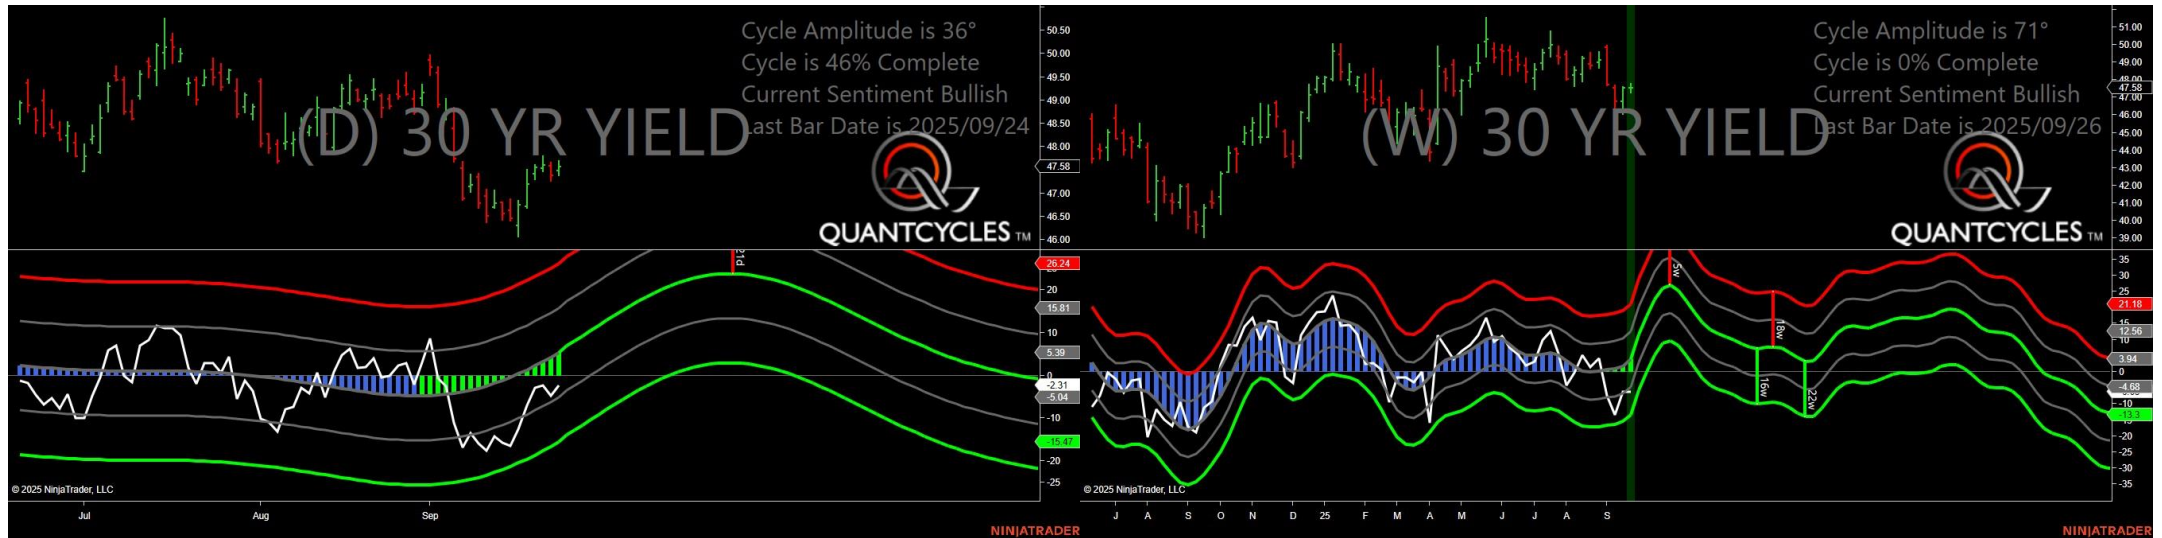 Cycle Amplitude is 36°
Cycle is 46% Complete
Current Sentiment Bullish
Last Bar Date is 2025/09/24
(D) 30 YR YIELD
QUANTCYCLES TM
50.50
50.00
49.50
49.00
48.50
48.00
47.58
47.00
46.50
46.00
21d
26.24
20
15.81
10
5.39
0
-2.31
-5.04
-10
-15.47
-20
-25
© 2025 NinjaTrader, LLC
Jul Aug Sep
NINJATRADER
Cycle Amplitude is 71°
Cycle is 0% Complete
Current Sentiment Bullish
Last Bar Date is 2025/09/26
(W) 30 YR YIELD
QUANTCYCLES TM
51.00
50.00
49.00
48.00
47.58
47.00
46.00
45.00
44.00
43.00
42.00
41.00
40.00
39.00
5w
18w
16w
22w
35
30
25
21.18
15
12.56
10
3.94
0
-4.68
-10
-13.3
-20
-25
-30
-35
© 2025 NinjaTrader, LLC
J A S O N D 25 F M A M J J A S
NINJATRADER